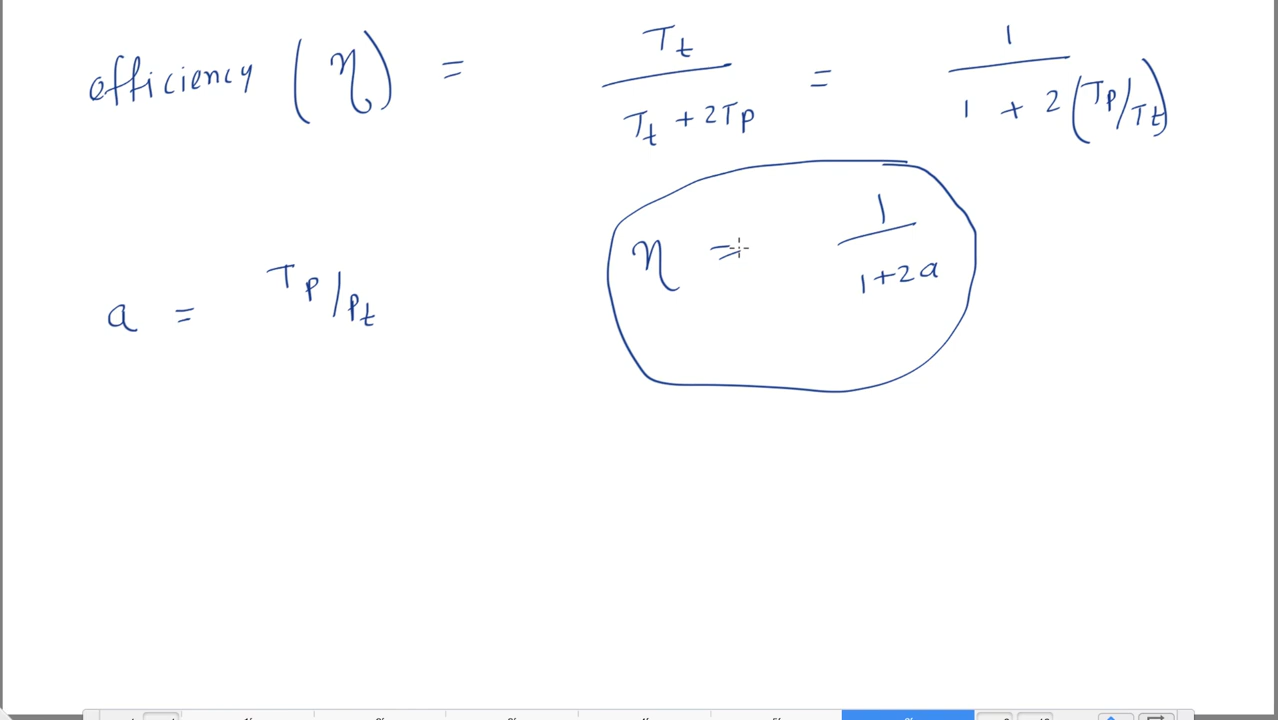 efficiency (η) = Tt / (Tt + 2Tp) = 1 / (1 + 2(Tp/Tt))
η = 1 / (1+2a)
a = Tp/Pt